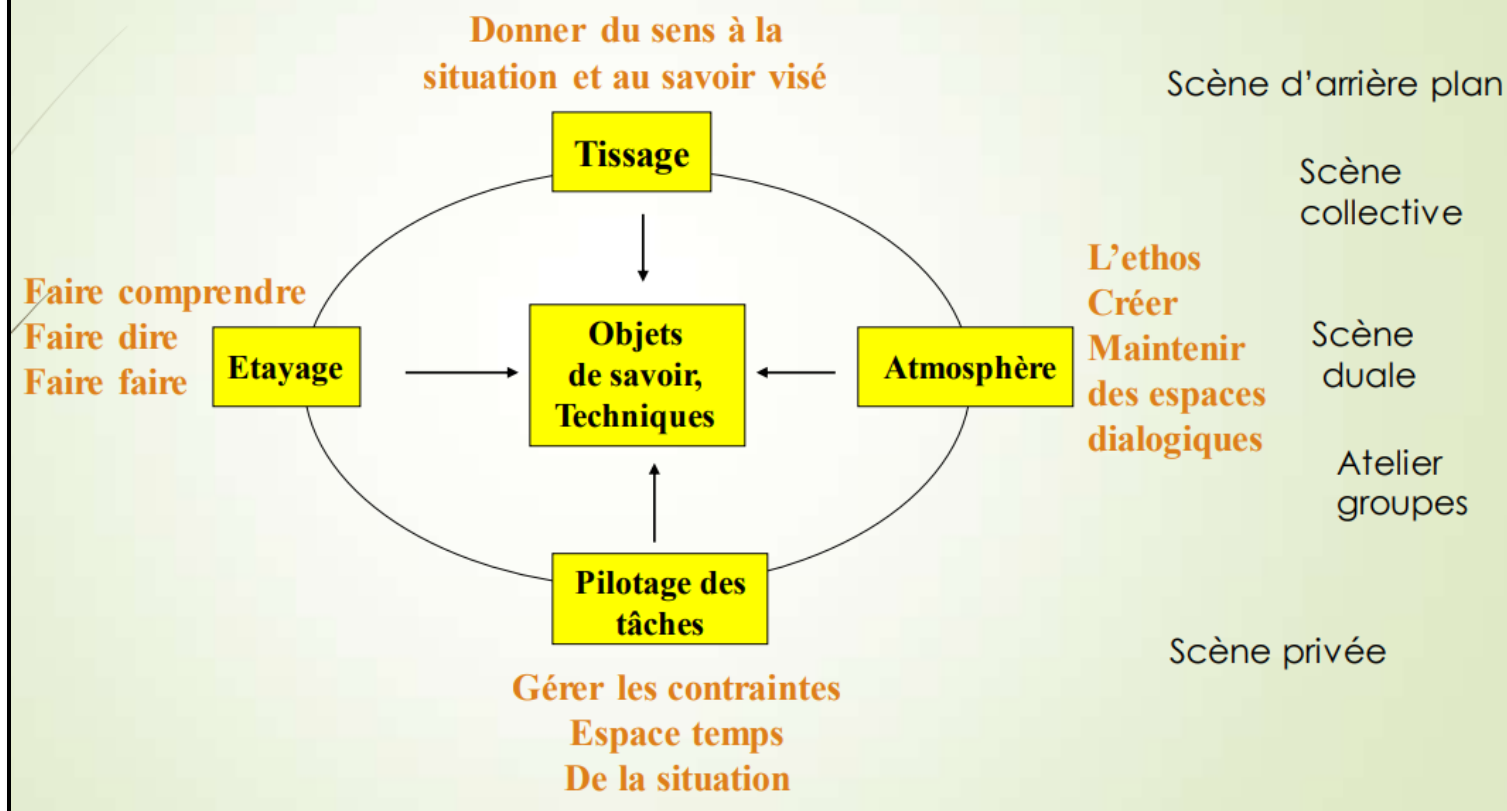 Donner du sens à la
situation et au savoir visé
Scène d’arrière plan
Tissage
Scène
collective
Faire comprendre
Faire dire
Faire faire
Etayage
Objets
de savoir,
Techniques
Atmosphère
L’ethos
Créer
Maintenir
des espaces
dialogiques
Scène
duale
Atelier
groupes
Pilotage des
tâches
Scène privée
Gérer les contraintes
Espace temps
De la situation